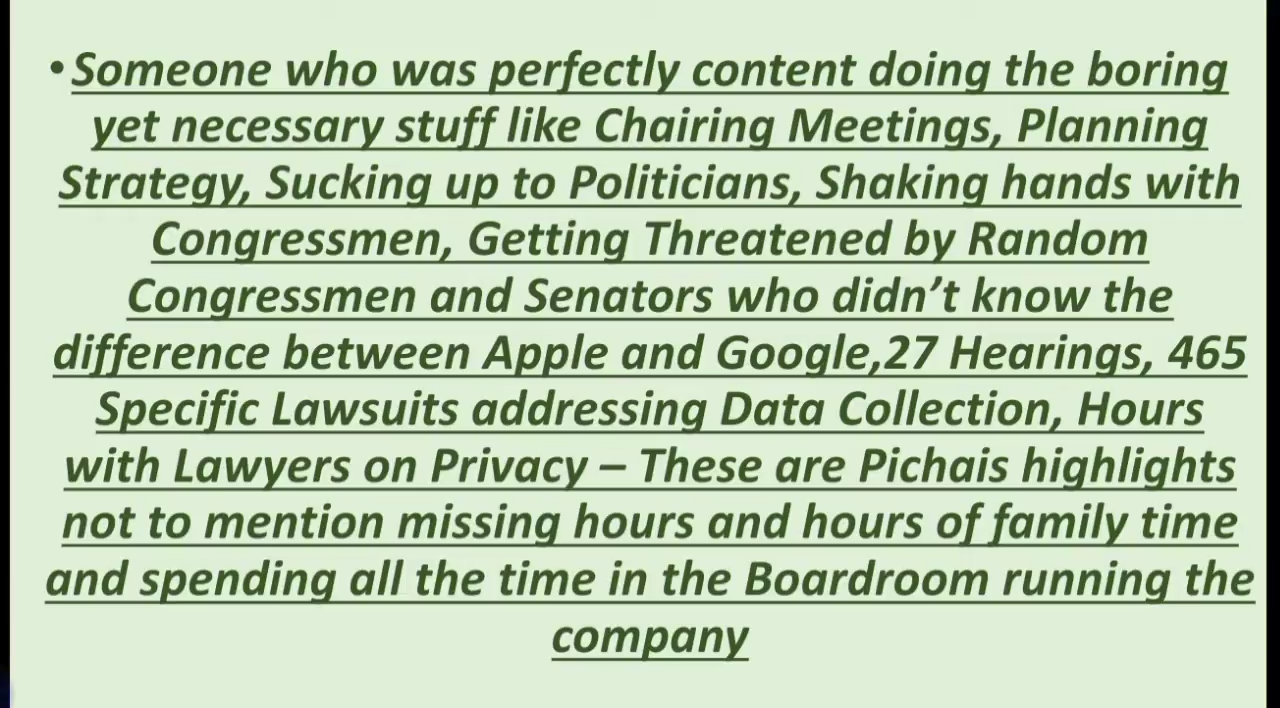 •Someone who was perfectly content doing the boring
yet necessary stuff like Chairing Meetings, Planning
Strategy, Sucking up to Politicians, Shaking hands with
Congressmen, Getting Threatened by Random
Congressmen and Senators who didn’t know the
difference between Apple and Google,27 Hearings, 465
Specific Lawsuits addressing Data Collection, Hours
with Lawyers on Privacy – These are Pichais highlights
not to mention missing hours and hours of family time
and spending all the time in the Boardroom running the
company